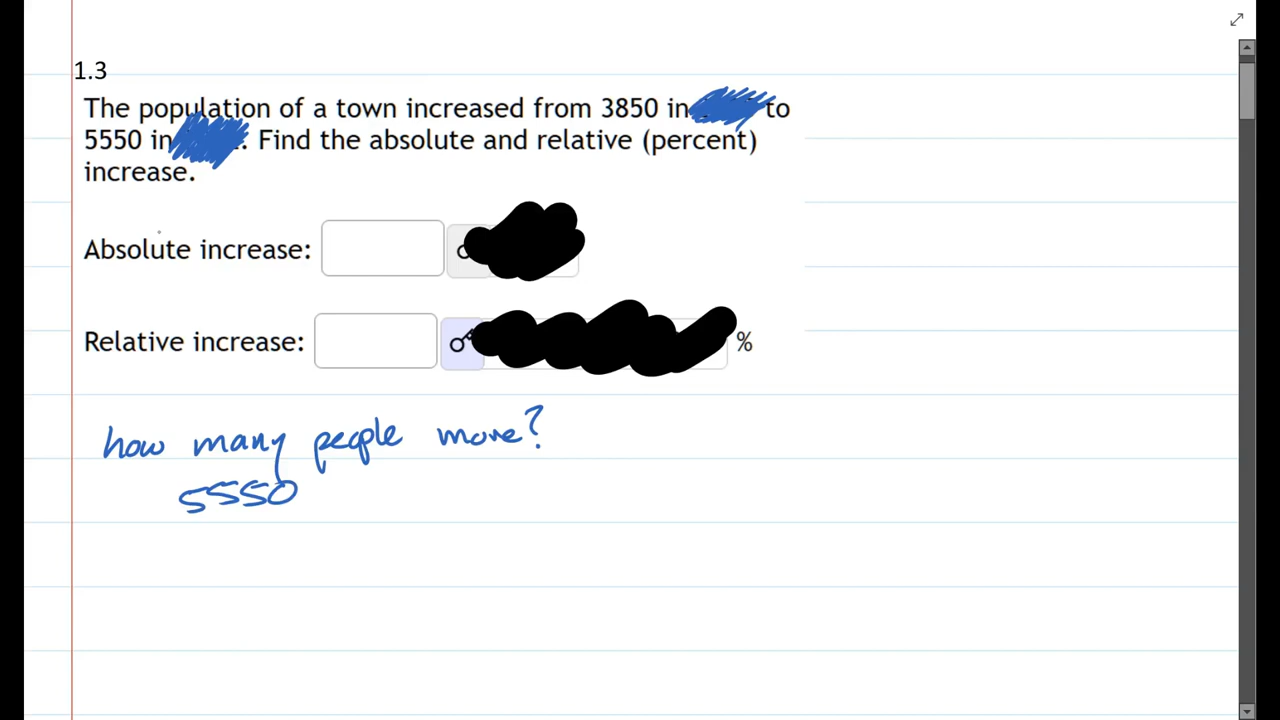 1.3
The population of a town increased from 3850 in to
5550 in . Find the absolute and relative (percent)
increase.
Absolute increase:
Relative increase: %
how many people more?
5550